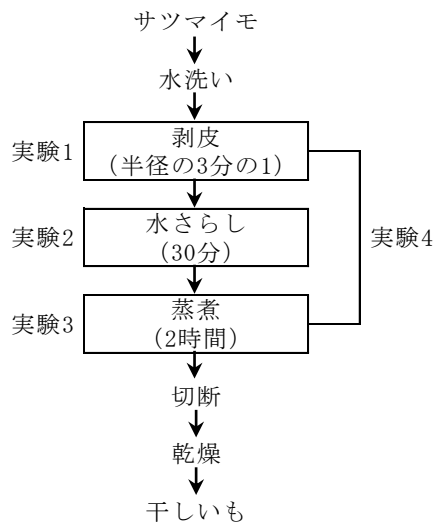 サツマイモ
水洗い
実験1
剥皮
(半径の3分の1)
実験2
水さらし
(30分)
実験4
実験3
蒸煮
(2時間)
切断
乾燥
干しいも